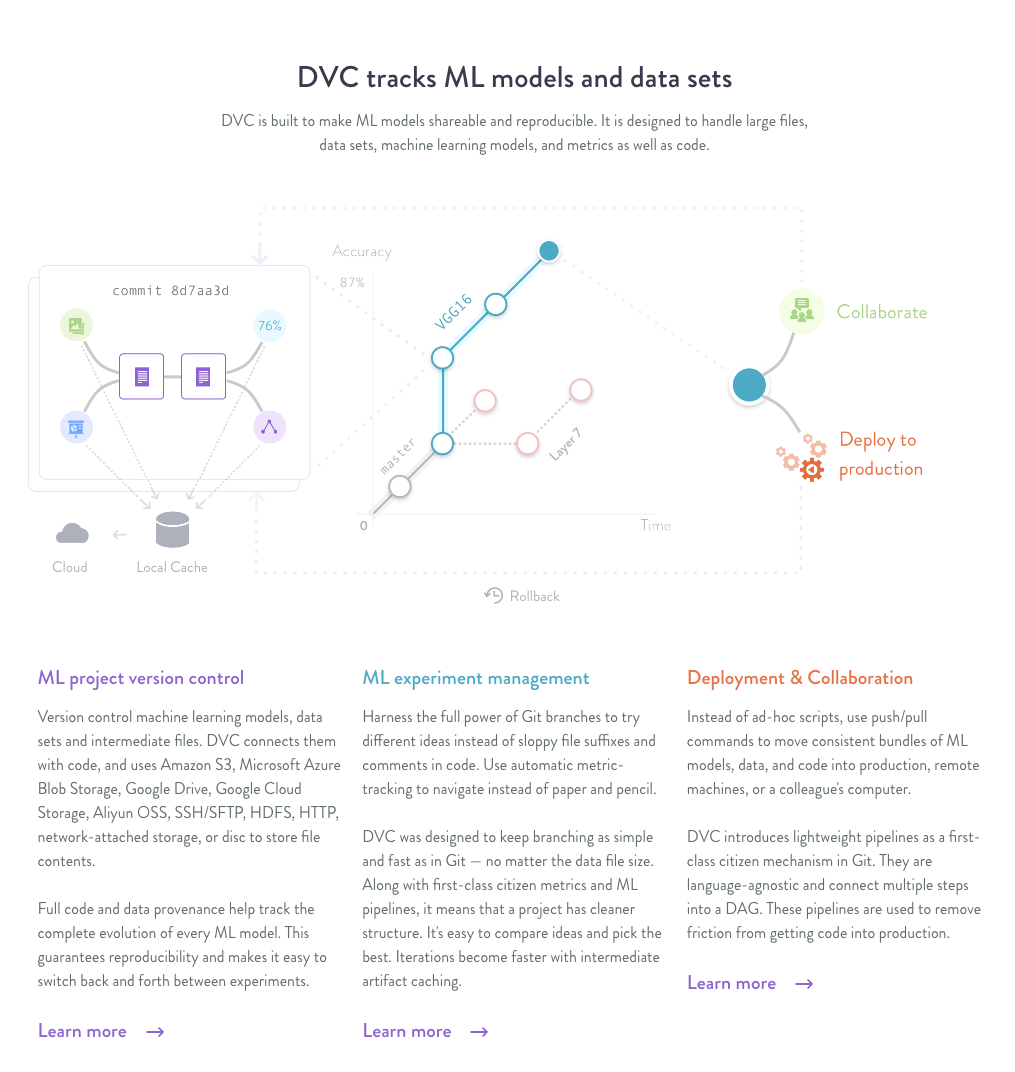 DVC tracks ML models and data sets
DVC is built to make ML models shareable and reproducible. It is designed to handle large files,
data sets, machine learning models, and metrics as well as code.
commit 8d7aa3d
76%
Cloud
Local Cache
Accuracy
87%
VGG16
master
Layer 7
0
Time
Rollback
Collaborate
Deploy to
production
ML project version control
Version control machine learning models, data
sets and intermediate files. DVC connects them
with code, and uses Amazon S3, Microsoft Azure
Blob Storage, Google Drive, Google Cloud
Storage, Aliyun OSS, SSH/SFTP, HDFS, HTTP,
network-attached storage, or disc to store file
contents.
Full code and data provenance help track the
complete evolution of every ML model. This
guarantees reproducibility and makes it easy to
switch back and forth between experiments.
Learn more
ML experiment management
Harness the full power of Git branches to try
different ideas instead of sloppy file suffixes and
comments in code. Use automatic metric-
tracking to navigate instead of paper and pencil.
DVC was designed to keep branching as simple
and fast as in Git — no matter the data file size.
Along with first-class citizen metrics and ML
pipelines, it means that a project has cleaner
structure. It's easy to compare ideas and pick the
best. Iterations become faster with intermediate
artifact caching.
Learn more
Deployment & Collaboration
Instead of ad-hoc scripts, use push/pull
commands to move consistent bundles of ML
models, data, and code into production, remote
machines, or a colleague's computer.
DVC introduces lightweight pipelines as a first-
class citizen mechanism in Git. They are
language-agnostic and connect multiple steps
into a DAG. These pipelines are used to remove
friction from getting code into production.
Learn more